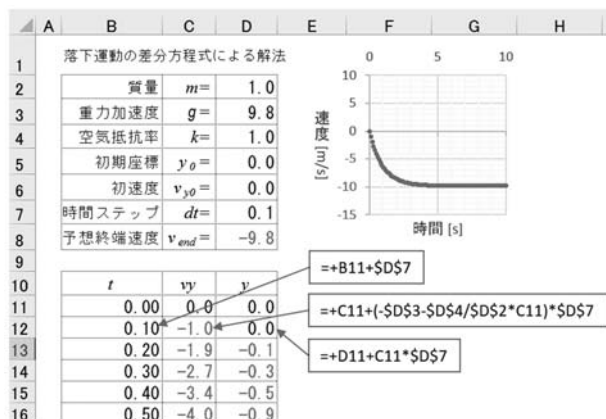 A B C D E F G H
1 落下運動の差分方程式による解法
2 質量 m= 1.0
3 重力加速度 g= 9.8
4 空気抵抗率 k= 1.0
5 初期座標 y0= 0.0
6 初速度 vy0= 0.0
7 時間ステップ dt= 0.1
8 予想終端速度 vend= −9.8
9
10 t vy y
11 0.00 0.0 0.0
12 0.10 −1.0 0.0
13 0.20 −1.9 −0.1
14 0.30 −2.7 −0.3
15 0.40 −3.4 −0.5
16 0.50 −4.0 −0.9
0 5 10
10
5
0
-5
-10
-15
速度 [m/s]
時間 [s]
=+B11+$D$7
=+C11+(-$D$3-$D$4/$D$2*C11)*$D$7
=+D11+C11*$D$7